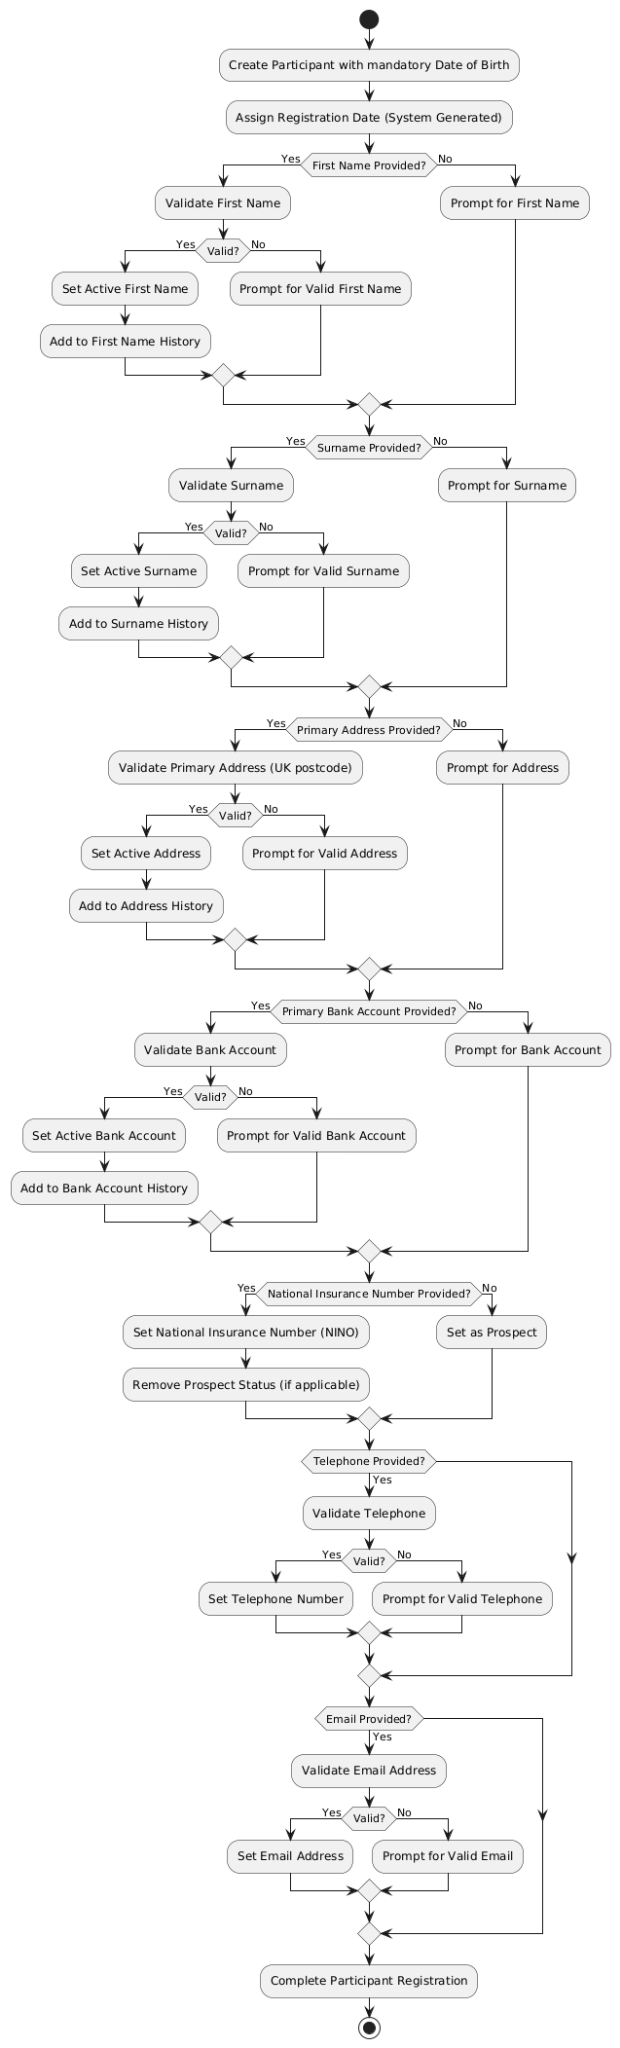 Create Participant with mandatory Date of Birth
Assign Registration Date (System Generated)
Yes
First Name Provided?
No
Validate First Name
Prompt for First Name
Yes
Valid?
No
Set Active First Name
Prompt for Valid First Name
Add to First Name History
Yes
Surname Provided?
No
Validate Surname
Prompt for Surname
Yes
Valid?
No
Set Active Surname
Prompt for Valid Surname
Add to Surname History
Yes
Primary Address Provided?
No
Validate Primary Address (UK postcode)
Prompt for Address
Yes
Valid?
No
Set Active Address
Prompt for Valid Address
Add to Address History
Yes
Primary Bank Account Provided?
No
Validate Bank Account
Prompt for Bank Account
Yes
Valid?
No
Set Active Bank Account
Prompt for Valid Bank Account
Add to Bank Account History
Yes
National Insurance Number Provided?
No
Set National Insurance Number (NINO)
Set as Prospect
Remove Prospect Status (if applicable)
Telephone Provided?
Yes
Validate Telephone
Yes
Valid?
No
Set Telephone Number
Prompt for Valid Telephone
Email Provided?
Yes
Validate Email Address
Yes
Valid?
No
Set Email Address
Prompt for Valid Email
Complete Participant Registration